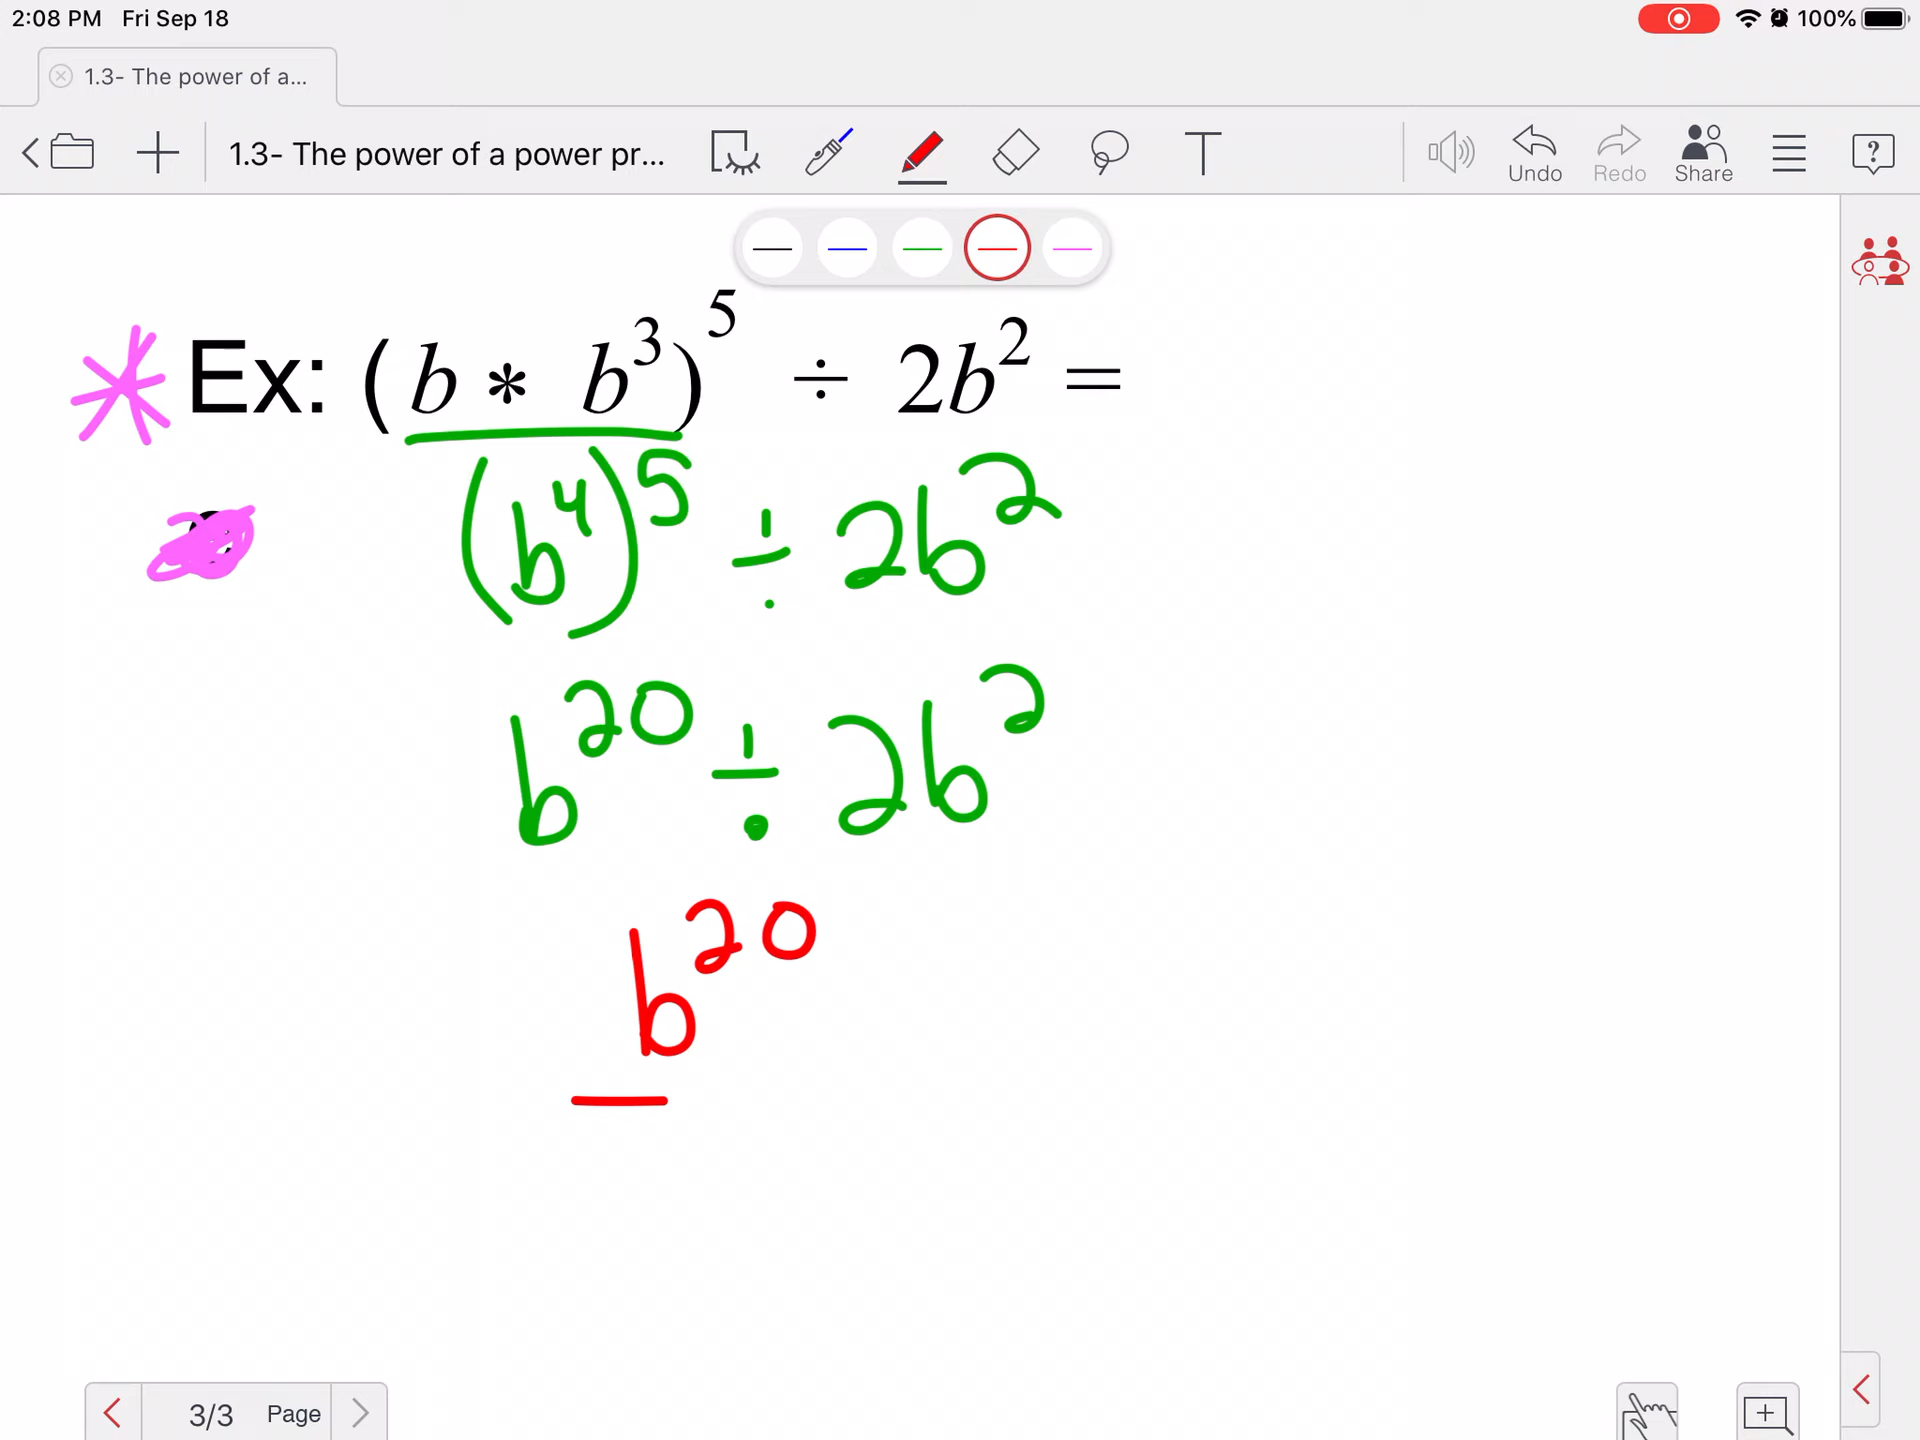 2:08 PM Fri Sep 18 100%
1.3- The power of a...
1.3- The power of a power pr... T Undo Redo Share ?
*Ex: (b * b³)⁵ ÷ 2b² =
(b⁴)⁵ ÷ 2b²
b²⁰ ÷ 2b²
b²⁰
3/3 Page